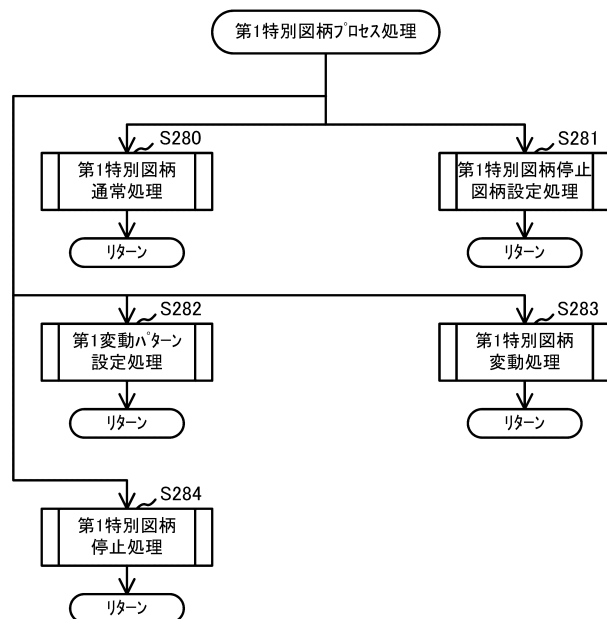 第1特別図柄プロセス処理
S280
第1特別図柄
通常処理
リターン
S281
第1特別図柄停止
図柄設定処理
リターン
S282
第1変動パターン
設定処理
リターン
S283
第1特別図柄
変動処理
リターン
S284
第1特別図柄
停止処理
リターン